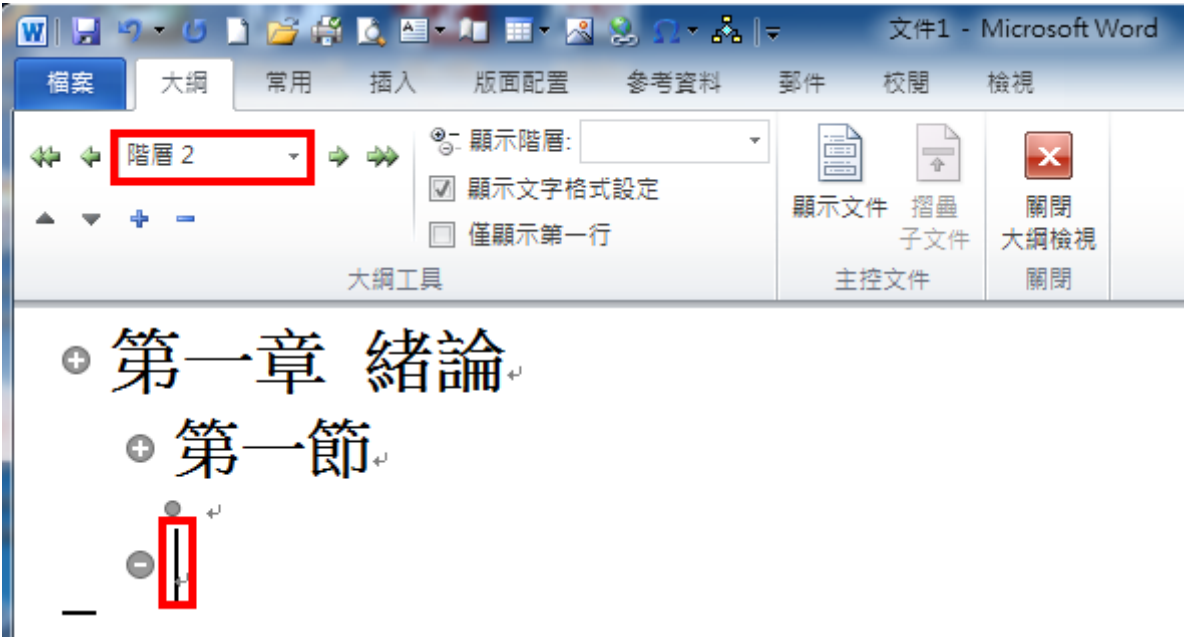 文件1 - Microsoft Word
檔案 大綱 常用 插入 版面配置 參考資料 郵件 校閱 檢視
階層 2
顯示階層:
顯示文字格式設定
僅顯示第一行
大綱工具
顯示文件
摺疊
子文件
主控文件
關閉
大綱檢視
關閉
第一章 緒論
第一節